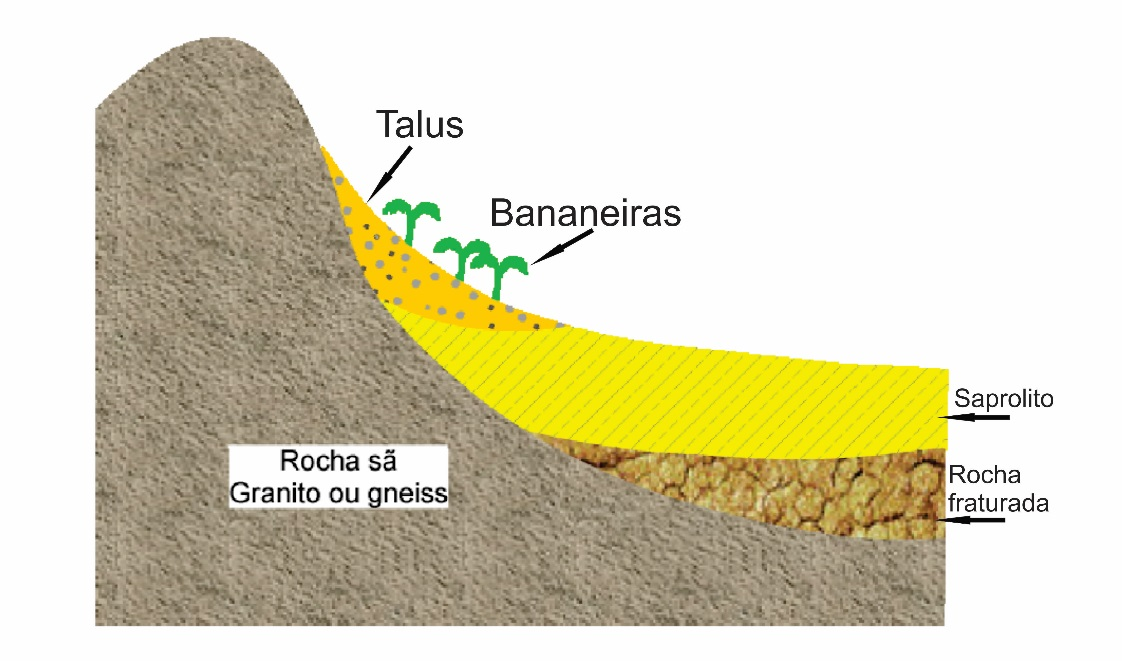 Talus
Bananeiras
Saprolito
Rocha sã
Granito ou gneiss
Rocha
fraturada